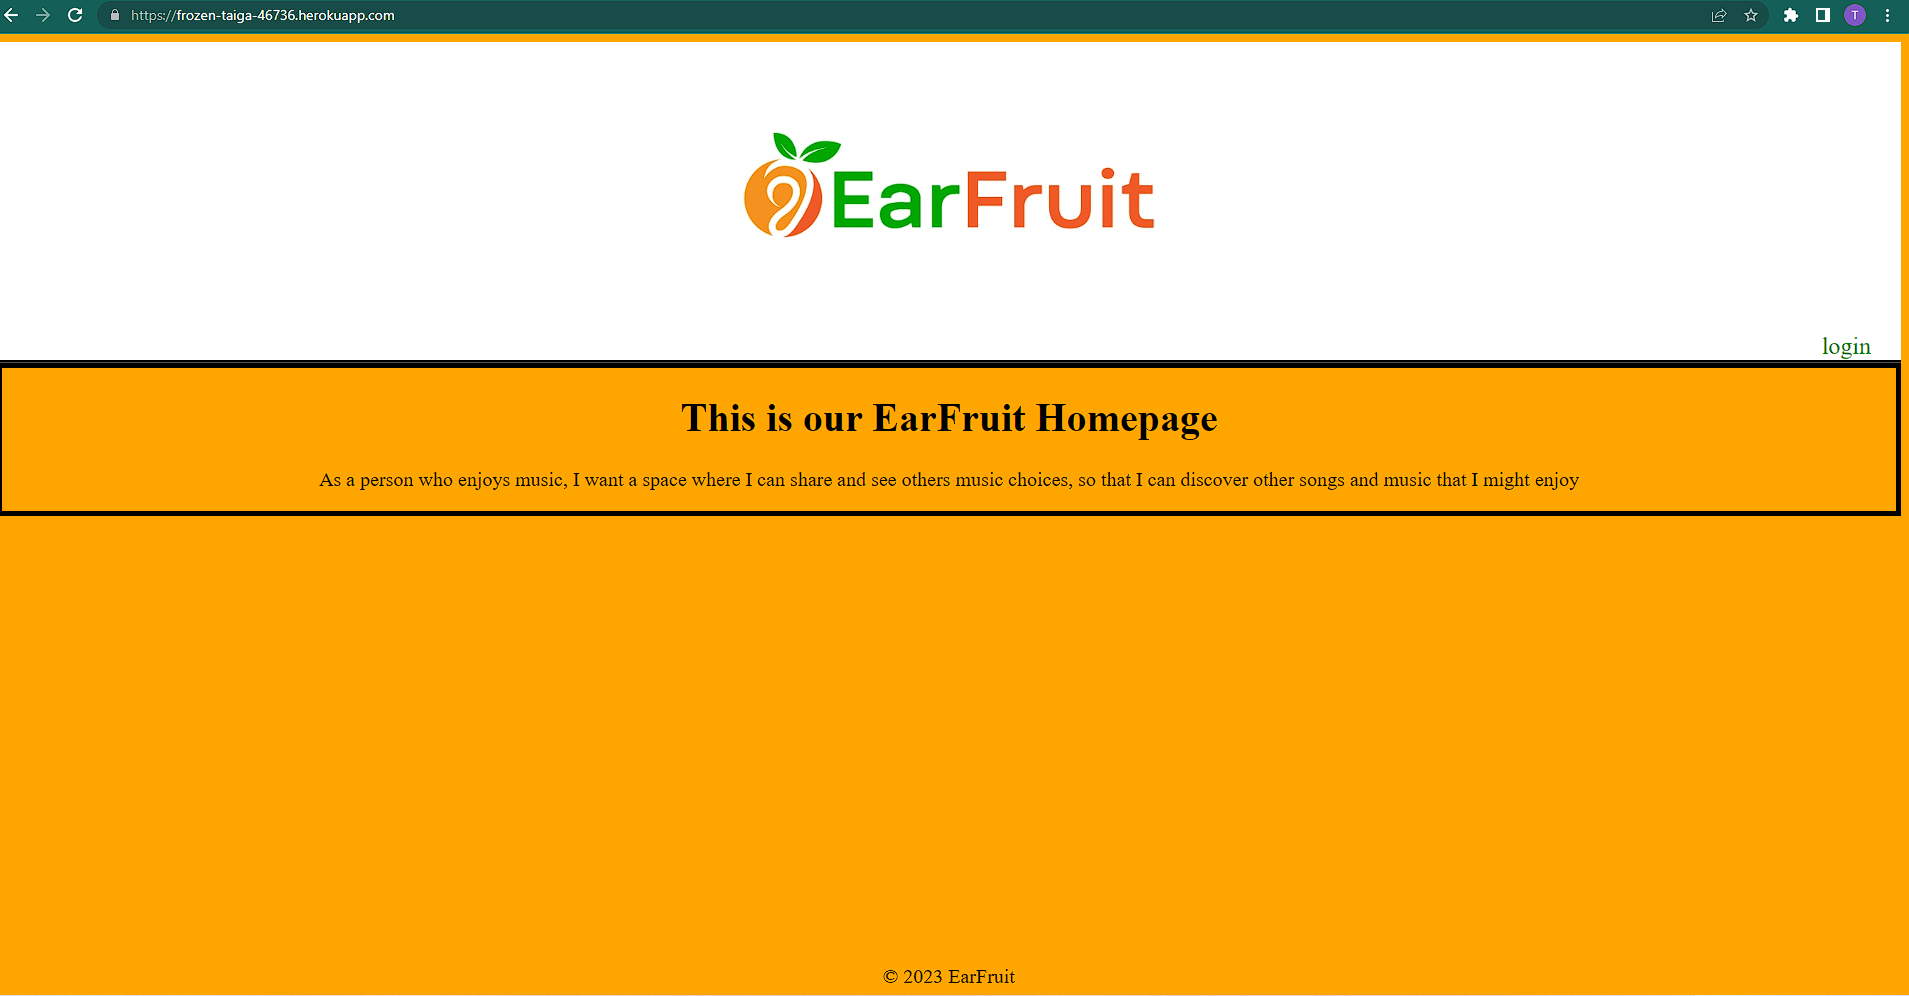 https://frozen-taiga-46736.herokuapp.com
T
EarFruit
login
This is our EarFruit Homepage
As a person who enjoys music, I want a space where I can share and see others music choices, so that I can discover other songs and music that I might enjoy
© 2023 EarFruit